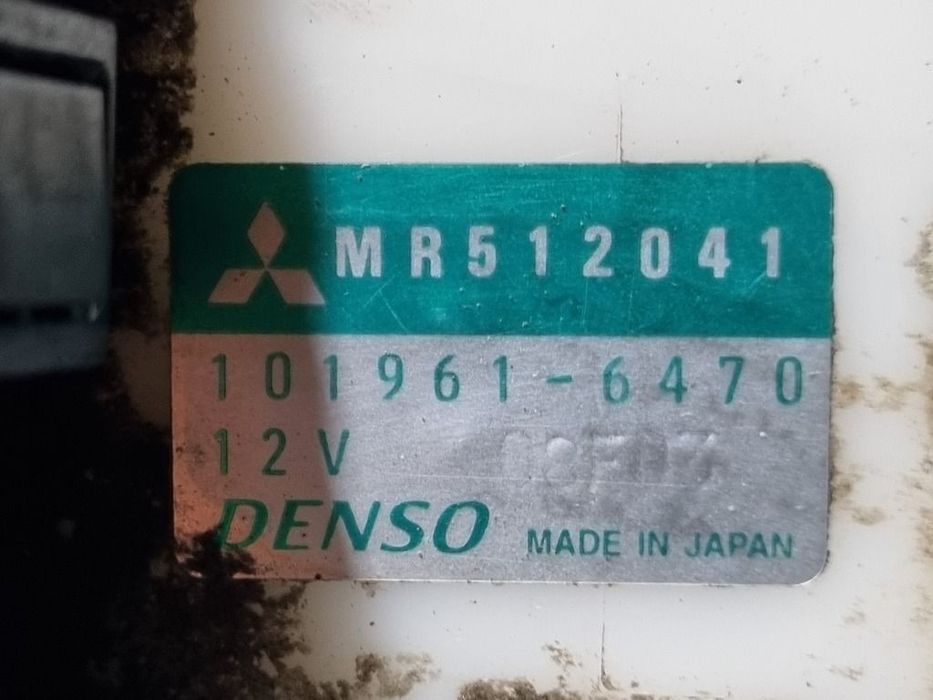 MR512041
101961-6470
12V
DENSO MADE IN JAPAN